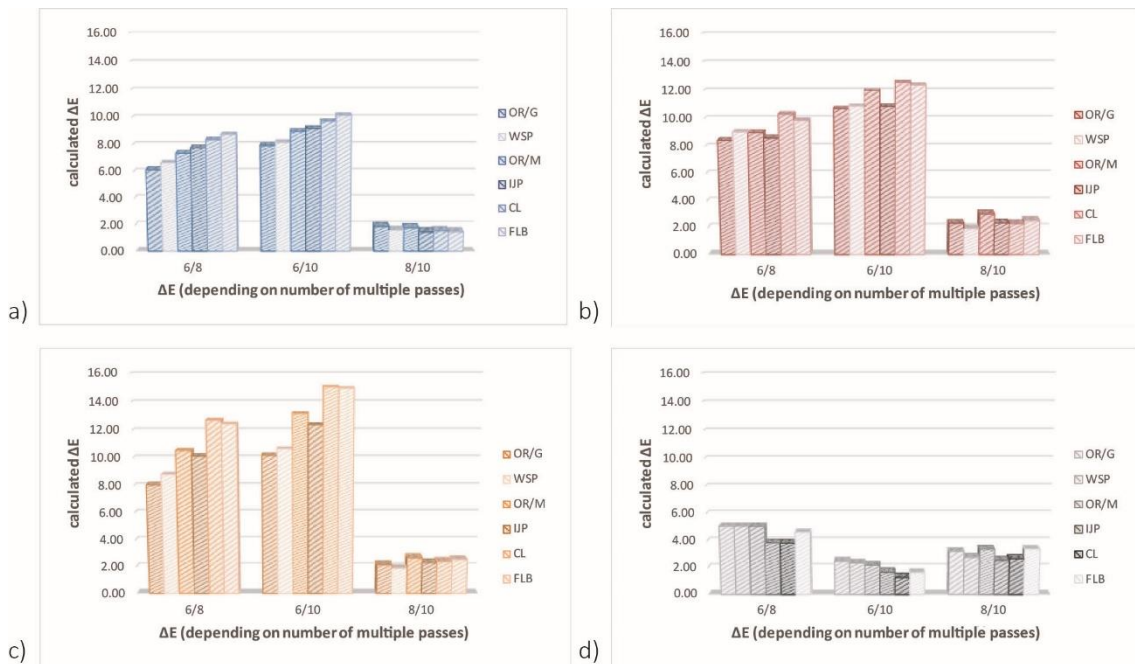 a)
calculated ΔE
16.00
14.00
12.00
10.00
8.00
6.00
4.00
2.00
0.00
6/8 6/10 8/10
ΔE (depending on number of multiple passes)
OR/G
WSP
OR/M
IJP
CL
FLB
b)
calculated ΔE
16.00
14.00
12.00
10.00
8.00
6.00
4.00
2.00
0.00
6/8 6/10 8/10
ΔE (depending on number of multiple passes)
OR/G
WSP
OR/M
IJP
CL
FLB
c)
calculated ΔE
16.00
14.00
12.00
10.00
8.00
6.00
4.00
2.00
0.00
6/8 6/10 8/10
ΔE (depending on number of multiple passes)
OR/G
WSP
OR/M
IJP
CL
FLB
d)
calculated ΔE
16.00
14.00
12.00
10.00
8.00
6.00
4.00
2.00
0.00
6/8 6/10 8/10
ΔE (depending on number of multiple passes)
OR/G
WSP
OR/M
IJP
CL
FLB